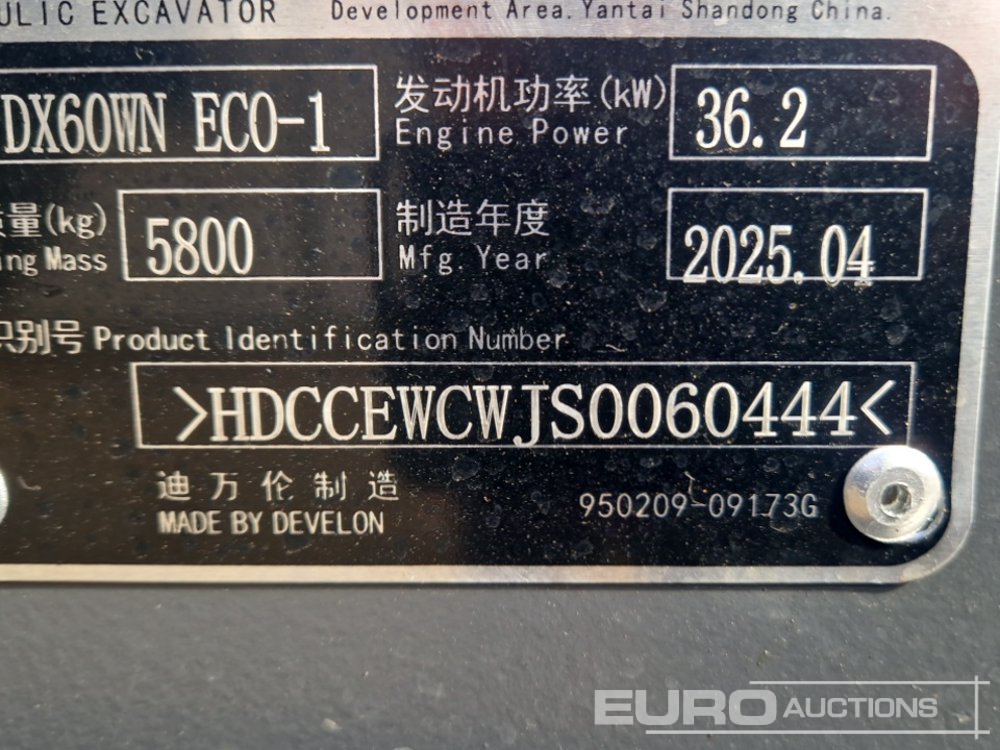 ULIC EXCAVATOR Development Area. Yantai Shandong China.
DX60WN ECO-1 发动机功率(kW) 36.2
Engine Power
质量(kg) 5800 制造年度 2025.04
ing Mass Mfg. Year
识别号 Product Identification Number
>HDCCEWCWJS0060444<
迪万伦制造
MADE BY DEVELON 950209-09173G
EURO AUCTIONS